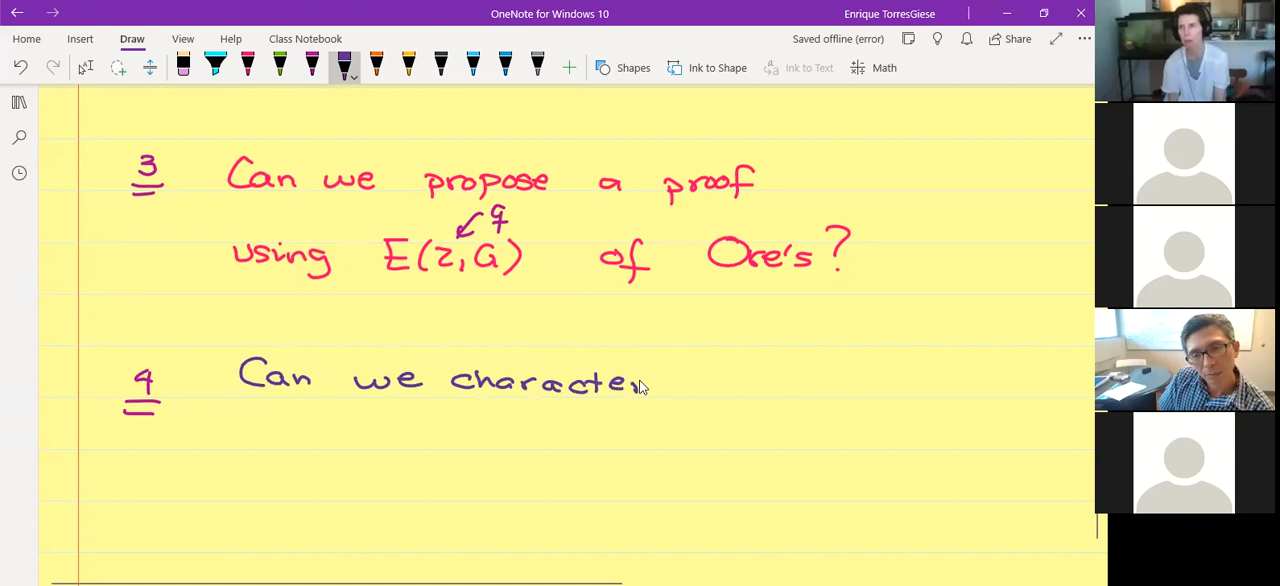 OneNote for Windows 10
Enrique TorresGiese
Home Insert Draw View Help Class Notebook
Saved offline (error) Share
Shapes Ink to Shape Ink to Text Math
3 Can we propose a proof
q
using E(2,G) of Ore's?
4 Can we character